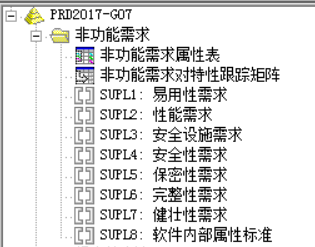 PRD2017-G07
非功能需求
非功能需求属性表
非功能需求对特性跟踪矩阵
SUPL1: 易用性需求
SUPL2: 性能需求
SUPL3: 安全设施需求
SUPL4: 安全性需求
SUPL5: 保密性需求
SUPL6: 完整性需求
SUPL7: 健壮性需求
SUPL8: 软件内部属性标准